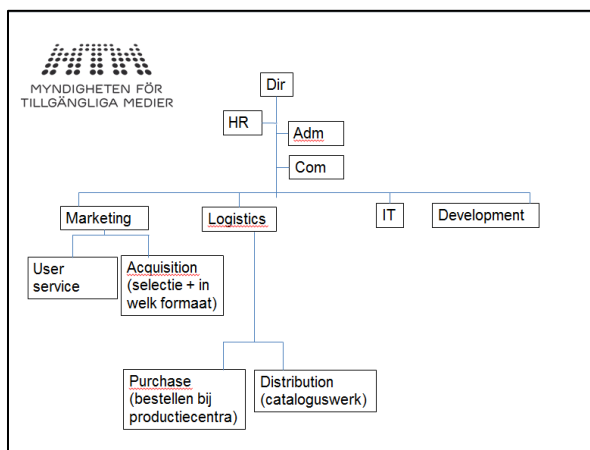 MYNDIGHETEN FÖR
TILLGÄNGLIGA MEDIER
Dir
HR
Adm
Com
Marketing
Logistics
IT
Development
User
service
Acquisition
(selectie + in
welk formaat)
Purchase
(bestellen bij
productiecentra)
Distribution
(cataloguswerk)